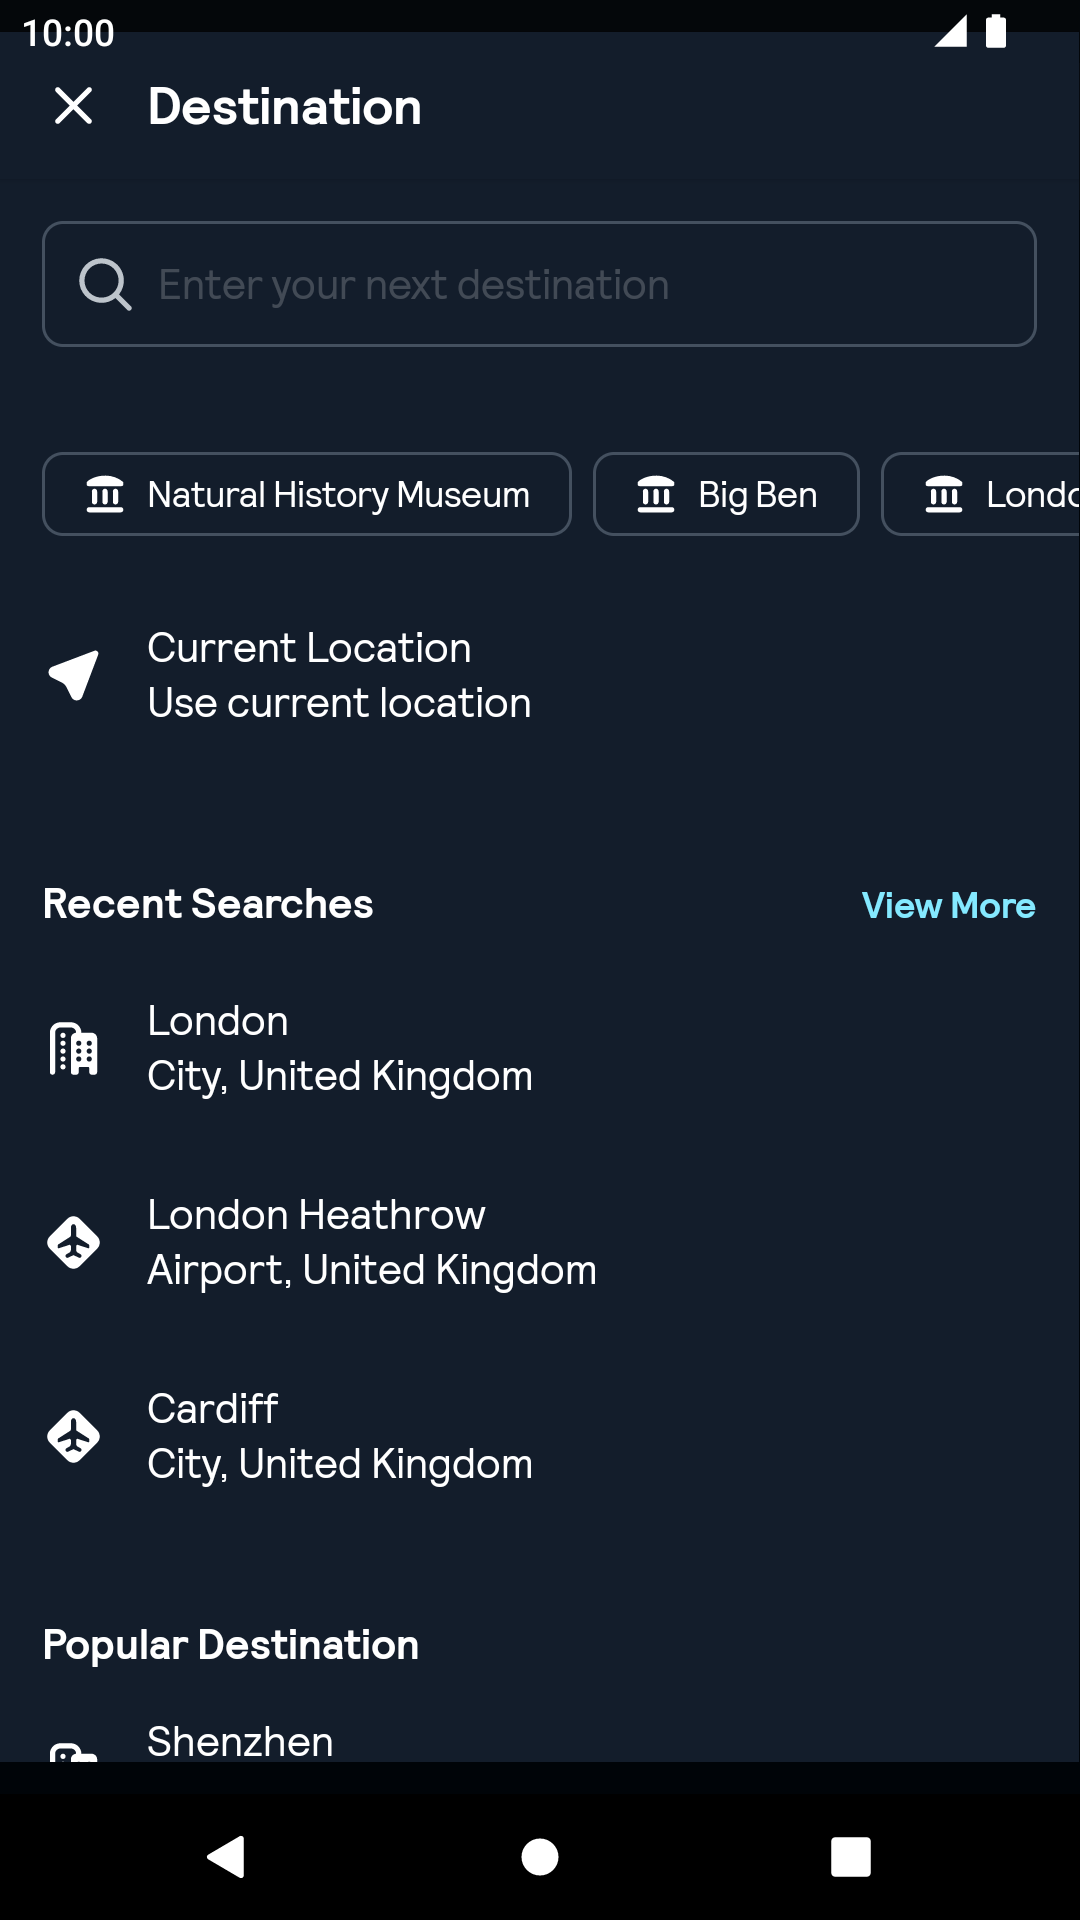 10:00
Destination
Enter your next destination
Natural History Museum
Big Ben
Current Location
Use current location
Recent Searches
View More
London
City, United Kingdom
London Heathrow
Airport, United Kingdom
Cardiff
City, United Kingdom
Popular Destination
Shenzhen